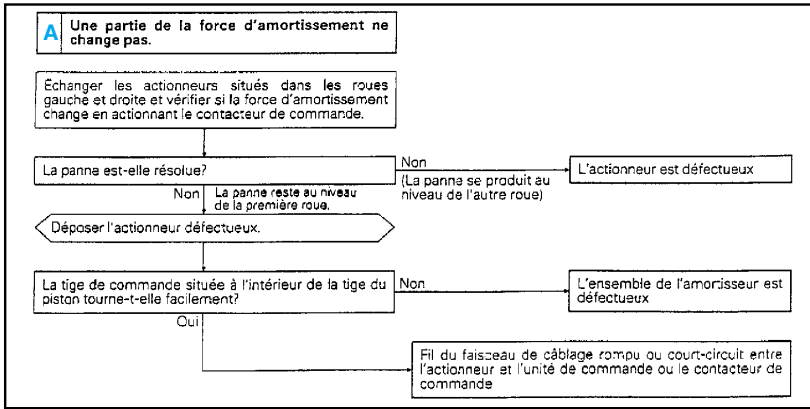 A Une partie de la force d'amortissement ne
change pas.
Échanger les actionneurs situés dans les roues
gauche et droite et vérifier si la force d'amortissement
change en actionnant le contacteur de commande.
La panne est-elle résolue?
Non
(La panne se produit au
niveau de l'autre roue)
L'actionneur est défectueux
Non
La panne reste au niveau
de la première roue.
Déposer l'actionneur défectueux.
La tige de commande située à l'intérieur de la tige du
piston tourne-t-elle facilement?
Non
L'ensemble de l'amortisseur est
défectueux
Oui
Fil du faisceau de câblage rompu ou court-circuit entre
l'actionneur et l'unité de commande ou le contacteur de
commande